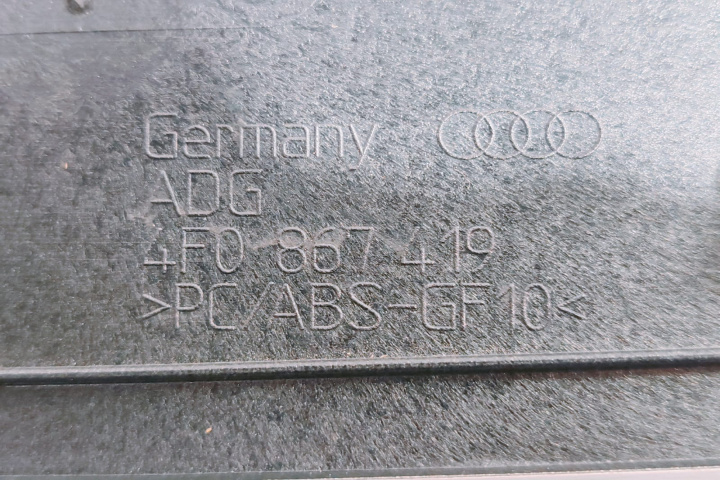 Germany
ADG
4F0 867 419
>PC/ABS-GF10<